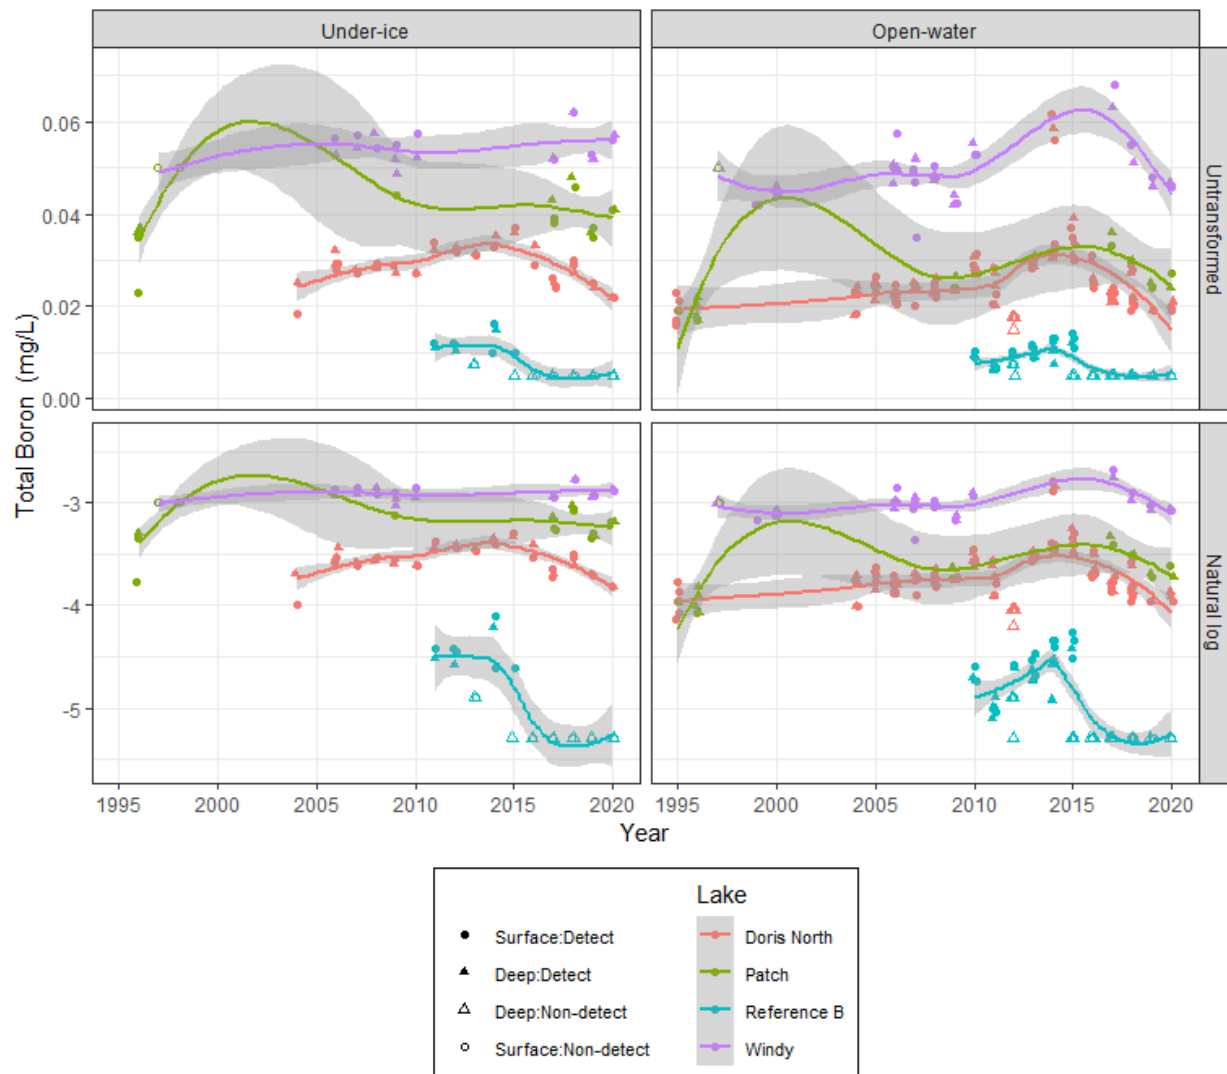 Under-ice
Open-water
0.06
0.04
0.02
0.00
Untransformed
Total Boron (mg/L)
-3
-4
-5
Natural log
1995 2000 2005 2010 2015 2020
1995 2000 2005 2010 2015 2020
Year
Surface:Detect
Deep:Detect
Deep:Non-detect
Surface:Non-detect
Lake
Doris North
Patch
Reference B
Windy